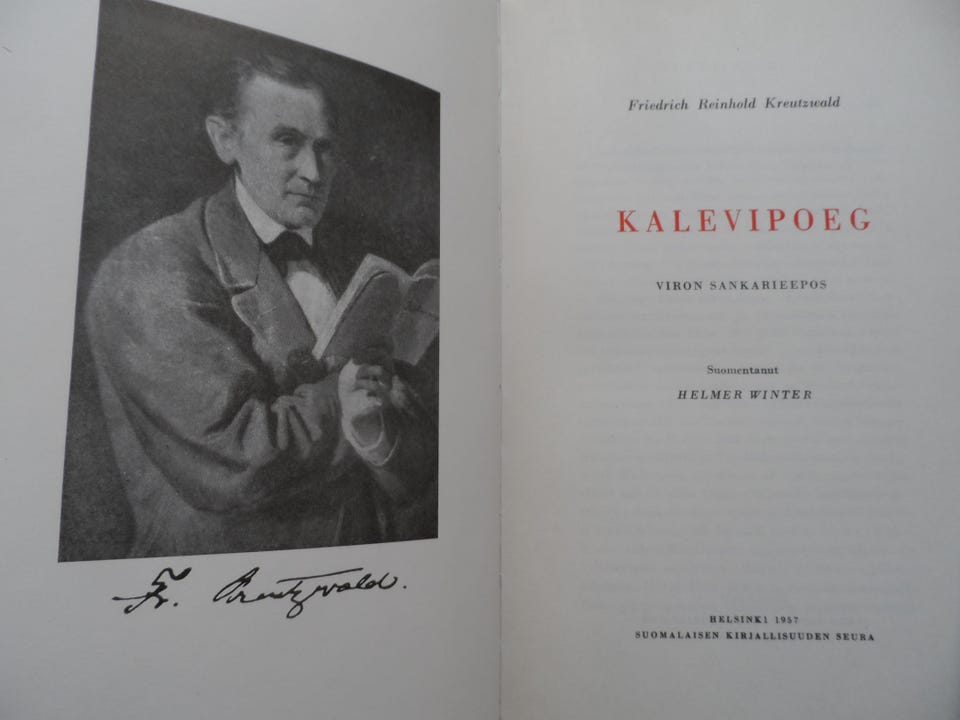 Fr. Kreutzwald.
Friedrich Reinhold Kreutzwald
KALEVIPOEG
VIRON SANKARIEEPOS
Suomentanut
HELMER WINTER
HELSINKI 1957
SUOMALAISEN KIRJALLISUUDEN SEURA